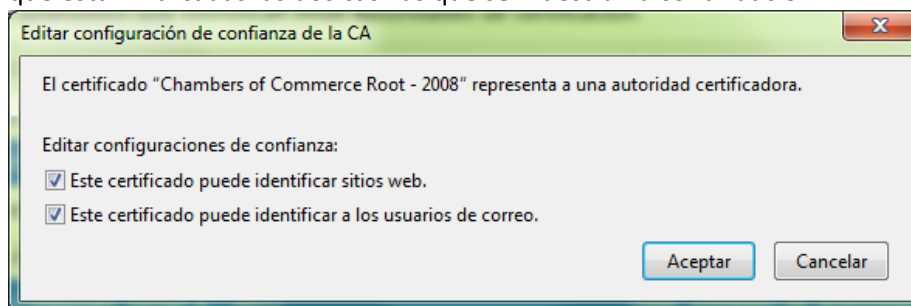 Editar configuración de confianza de la CA
El certificado "Chambers of Commerce Root - 2008" representa a una autoridad certificadora.
Editar configuraciones de confianza:
Este certificado puede identificar sitios web.
Este certificado puede identificar a los usuarios de correo.
Aceptar Cancelar